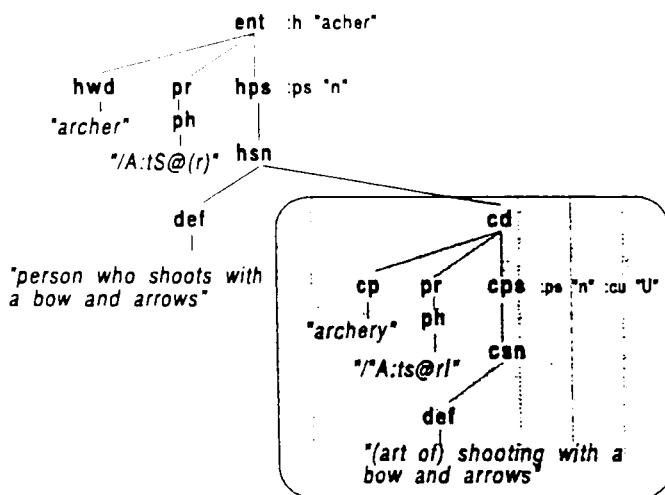 ent :h "acher"
hwd pr hps :ps "n"
"archer" ph
"/A:tS@(r)" hsn
def cd
"person who shoots with
a bow and arrows"
cp pr cps :ps "n" :cu "U"
"archery" ph
"/"A:ts@rI" csn
def
"(art of) shooting with a
bow and arrows"